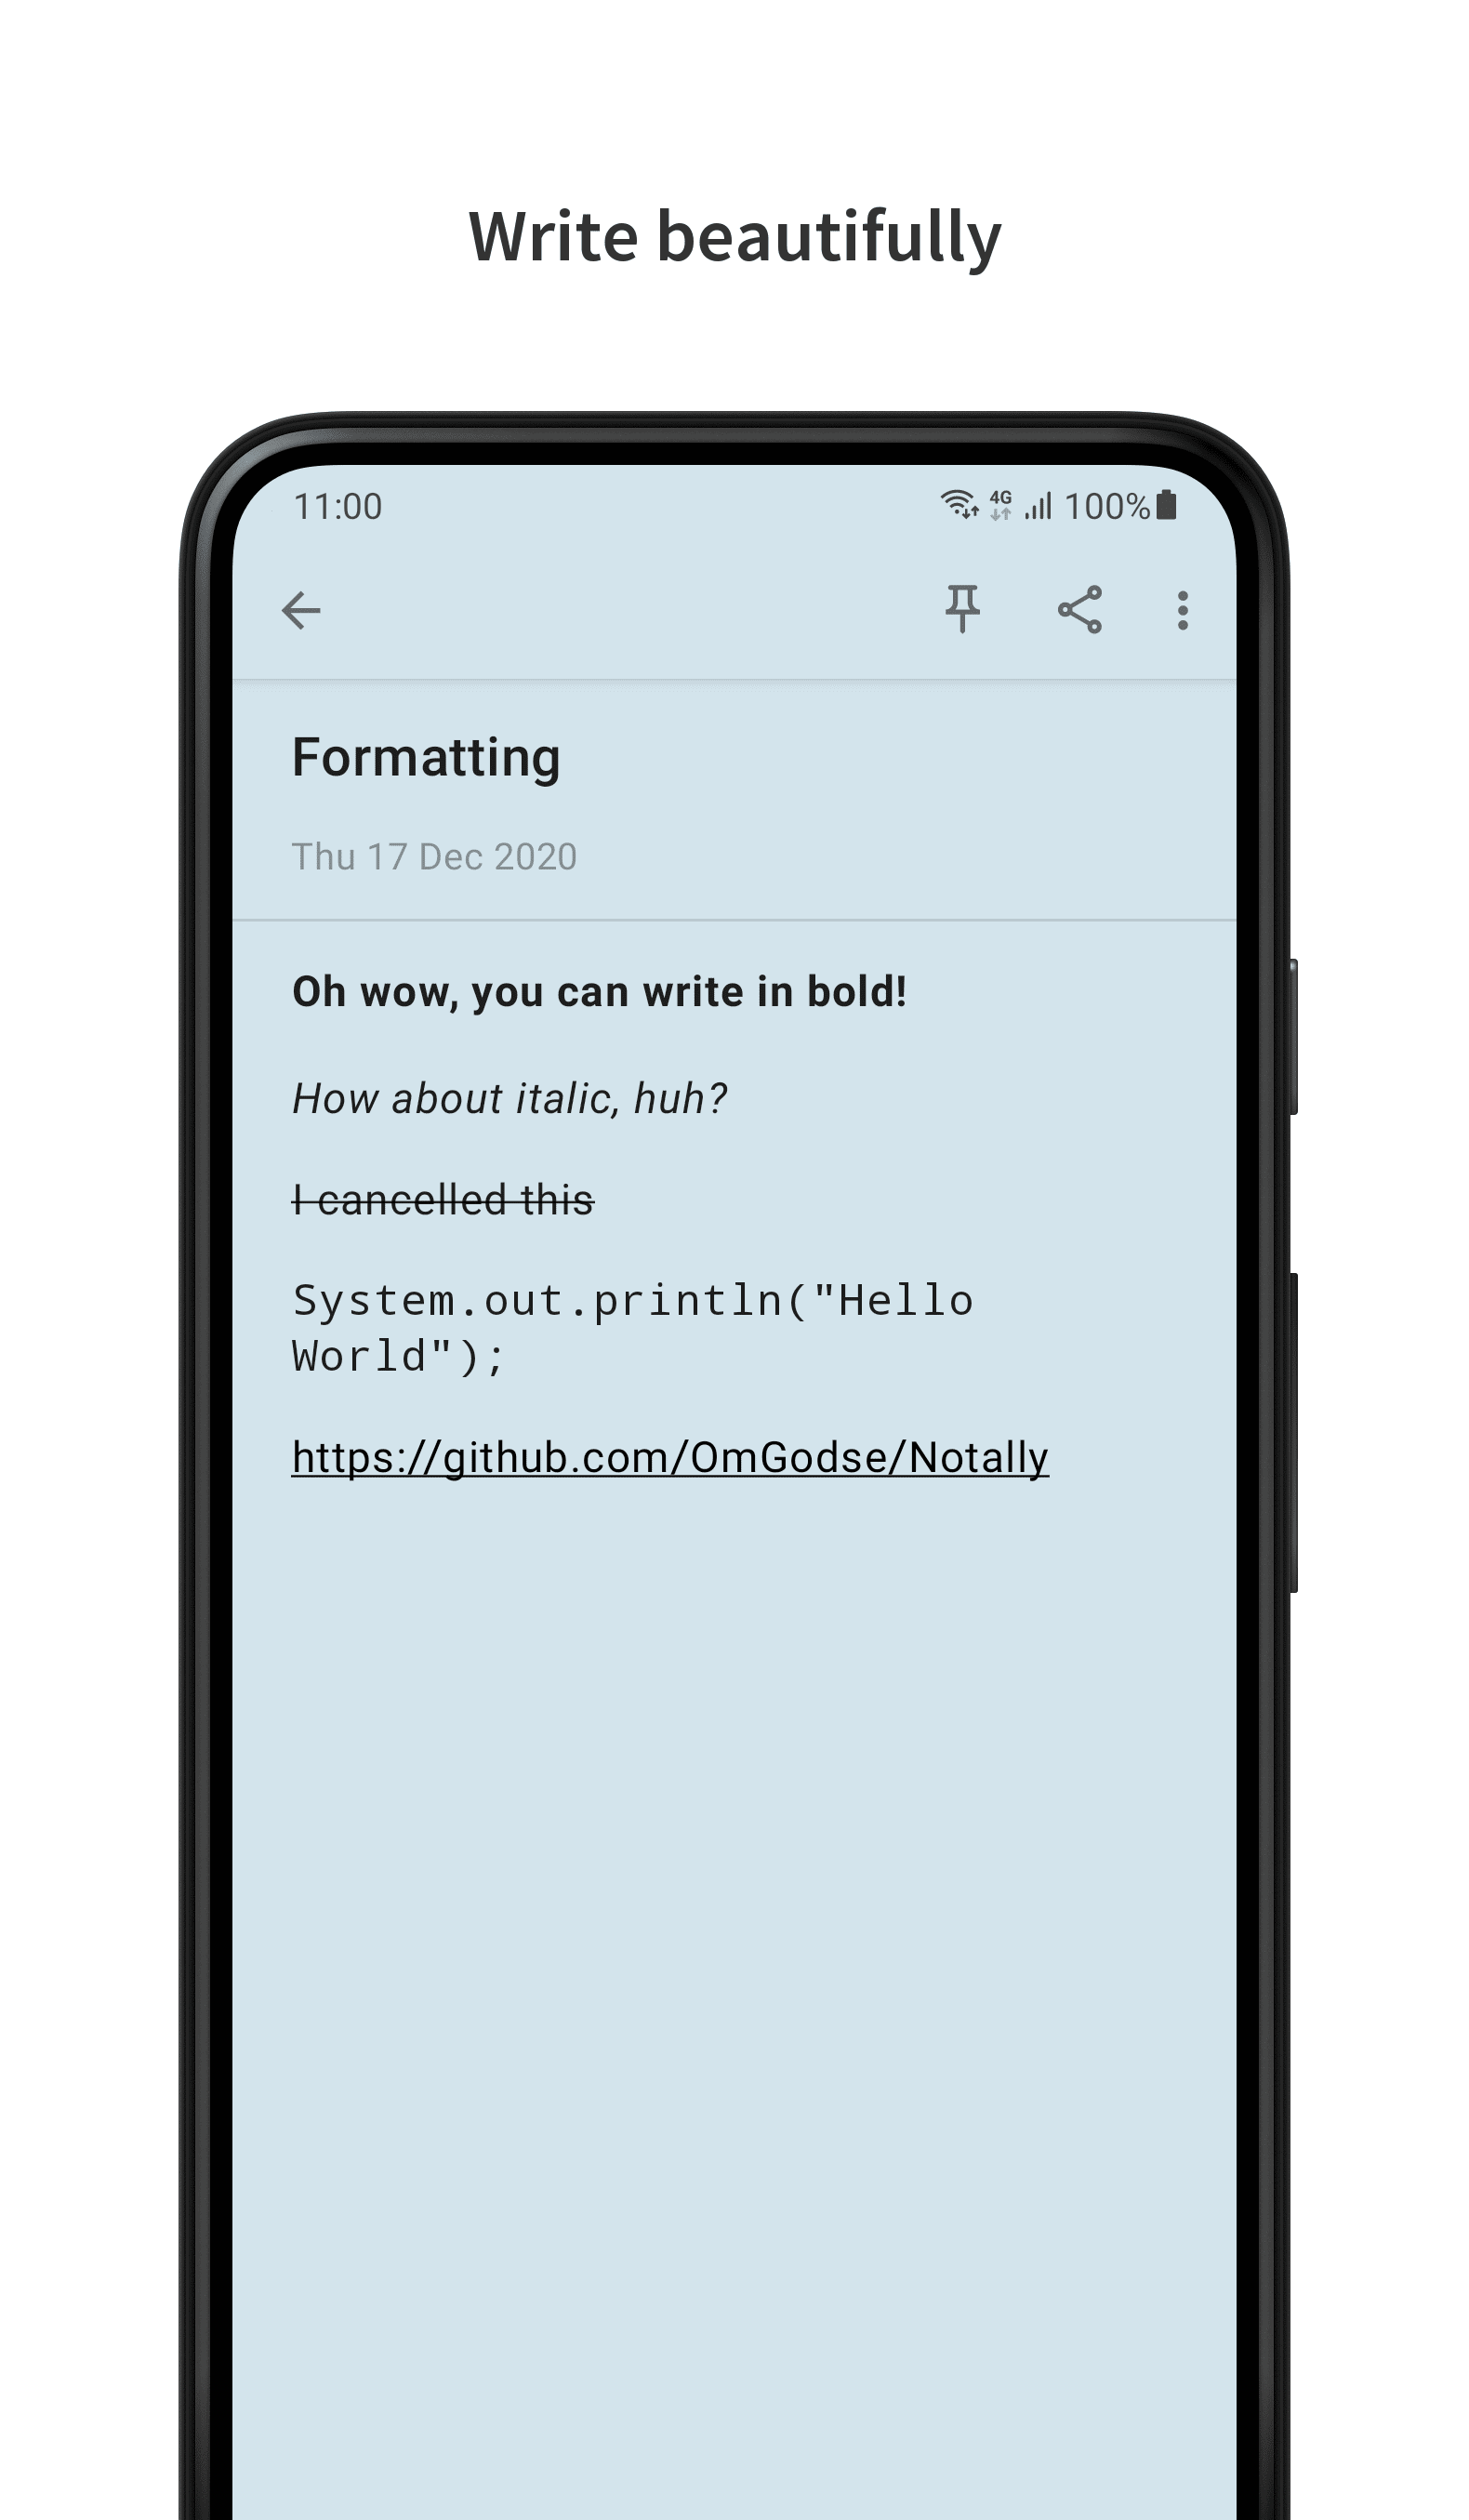 Write beautifully
11:00
4G 100%
Formatting
Thu 17 Dec 2020
Oh wow, you can write in bold!
How about italic, huh?
I cancelled this
System.out.println("Hello
World");
https://github.com/OmGodse/Notally